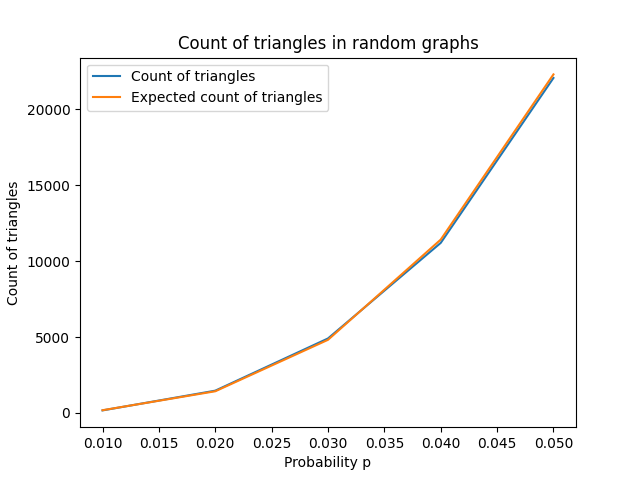 Count of triangles in random graphs
Count of triangles
Expected count of triangles
20000
15000
10000
5000
0
Count of triangles
0.010 0.015 0.020 0.025 0.030 0.035 0.040 0.045 0.050
Probability p